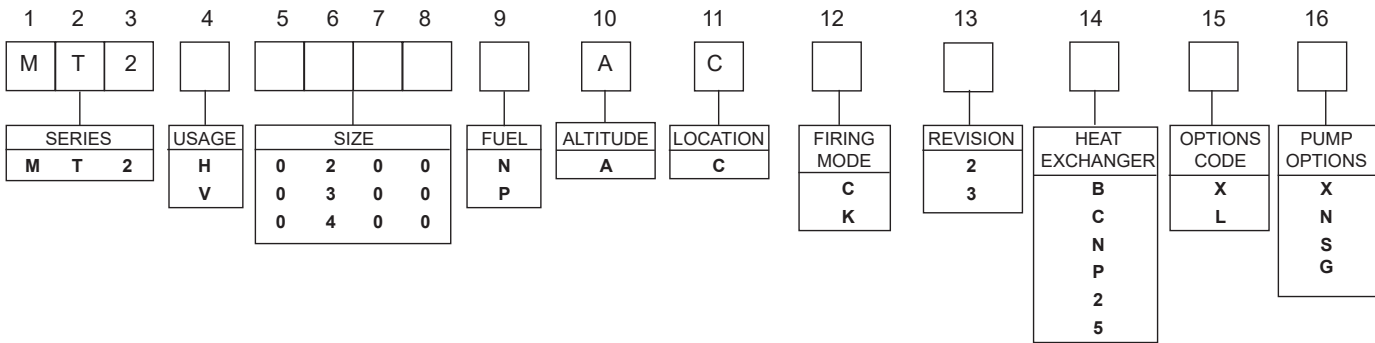 1 2 3 4 5 6 7 8 9 10 11 12 13 14 15 16
M T 2 A C
SERIES
M T 2
USAGE
H
V
SIZE
0 2 0 0
0 3 0 0
0 4 0 0
FUEL
N
P
ALTITUDE
A
LOCATION
C
FIRING
MODE
C
K
REVISION
2
3
HEAT
EXCHANGER
B
C
N
P
2
5
OPTIONS
CODE
X
L
PUMP
OPTIONS
X
N
S
G